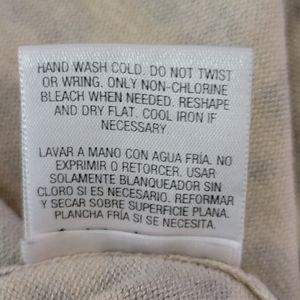 HAND WASH COLD. DO NOT TWIST
OR WRING. ONLY NON-CHLORINE
BLEACH WHEN NEEDED. RESHAPE
AND DRY FLAT. COOL IRON IF
NECESSARY.
LAVAR A MANO CON AGUA FRÍA. NO
EXPRIMIR O RETORCER. USAR
SOLAMENTE BLANQUEADOR SIN
CLORO SI ES NECESARIO. REFORMAR
Y SECAR SOBRE SUPERFICIE PLANA.
PLANCHA FRÍA SI SE NECESITA.